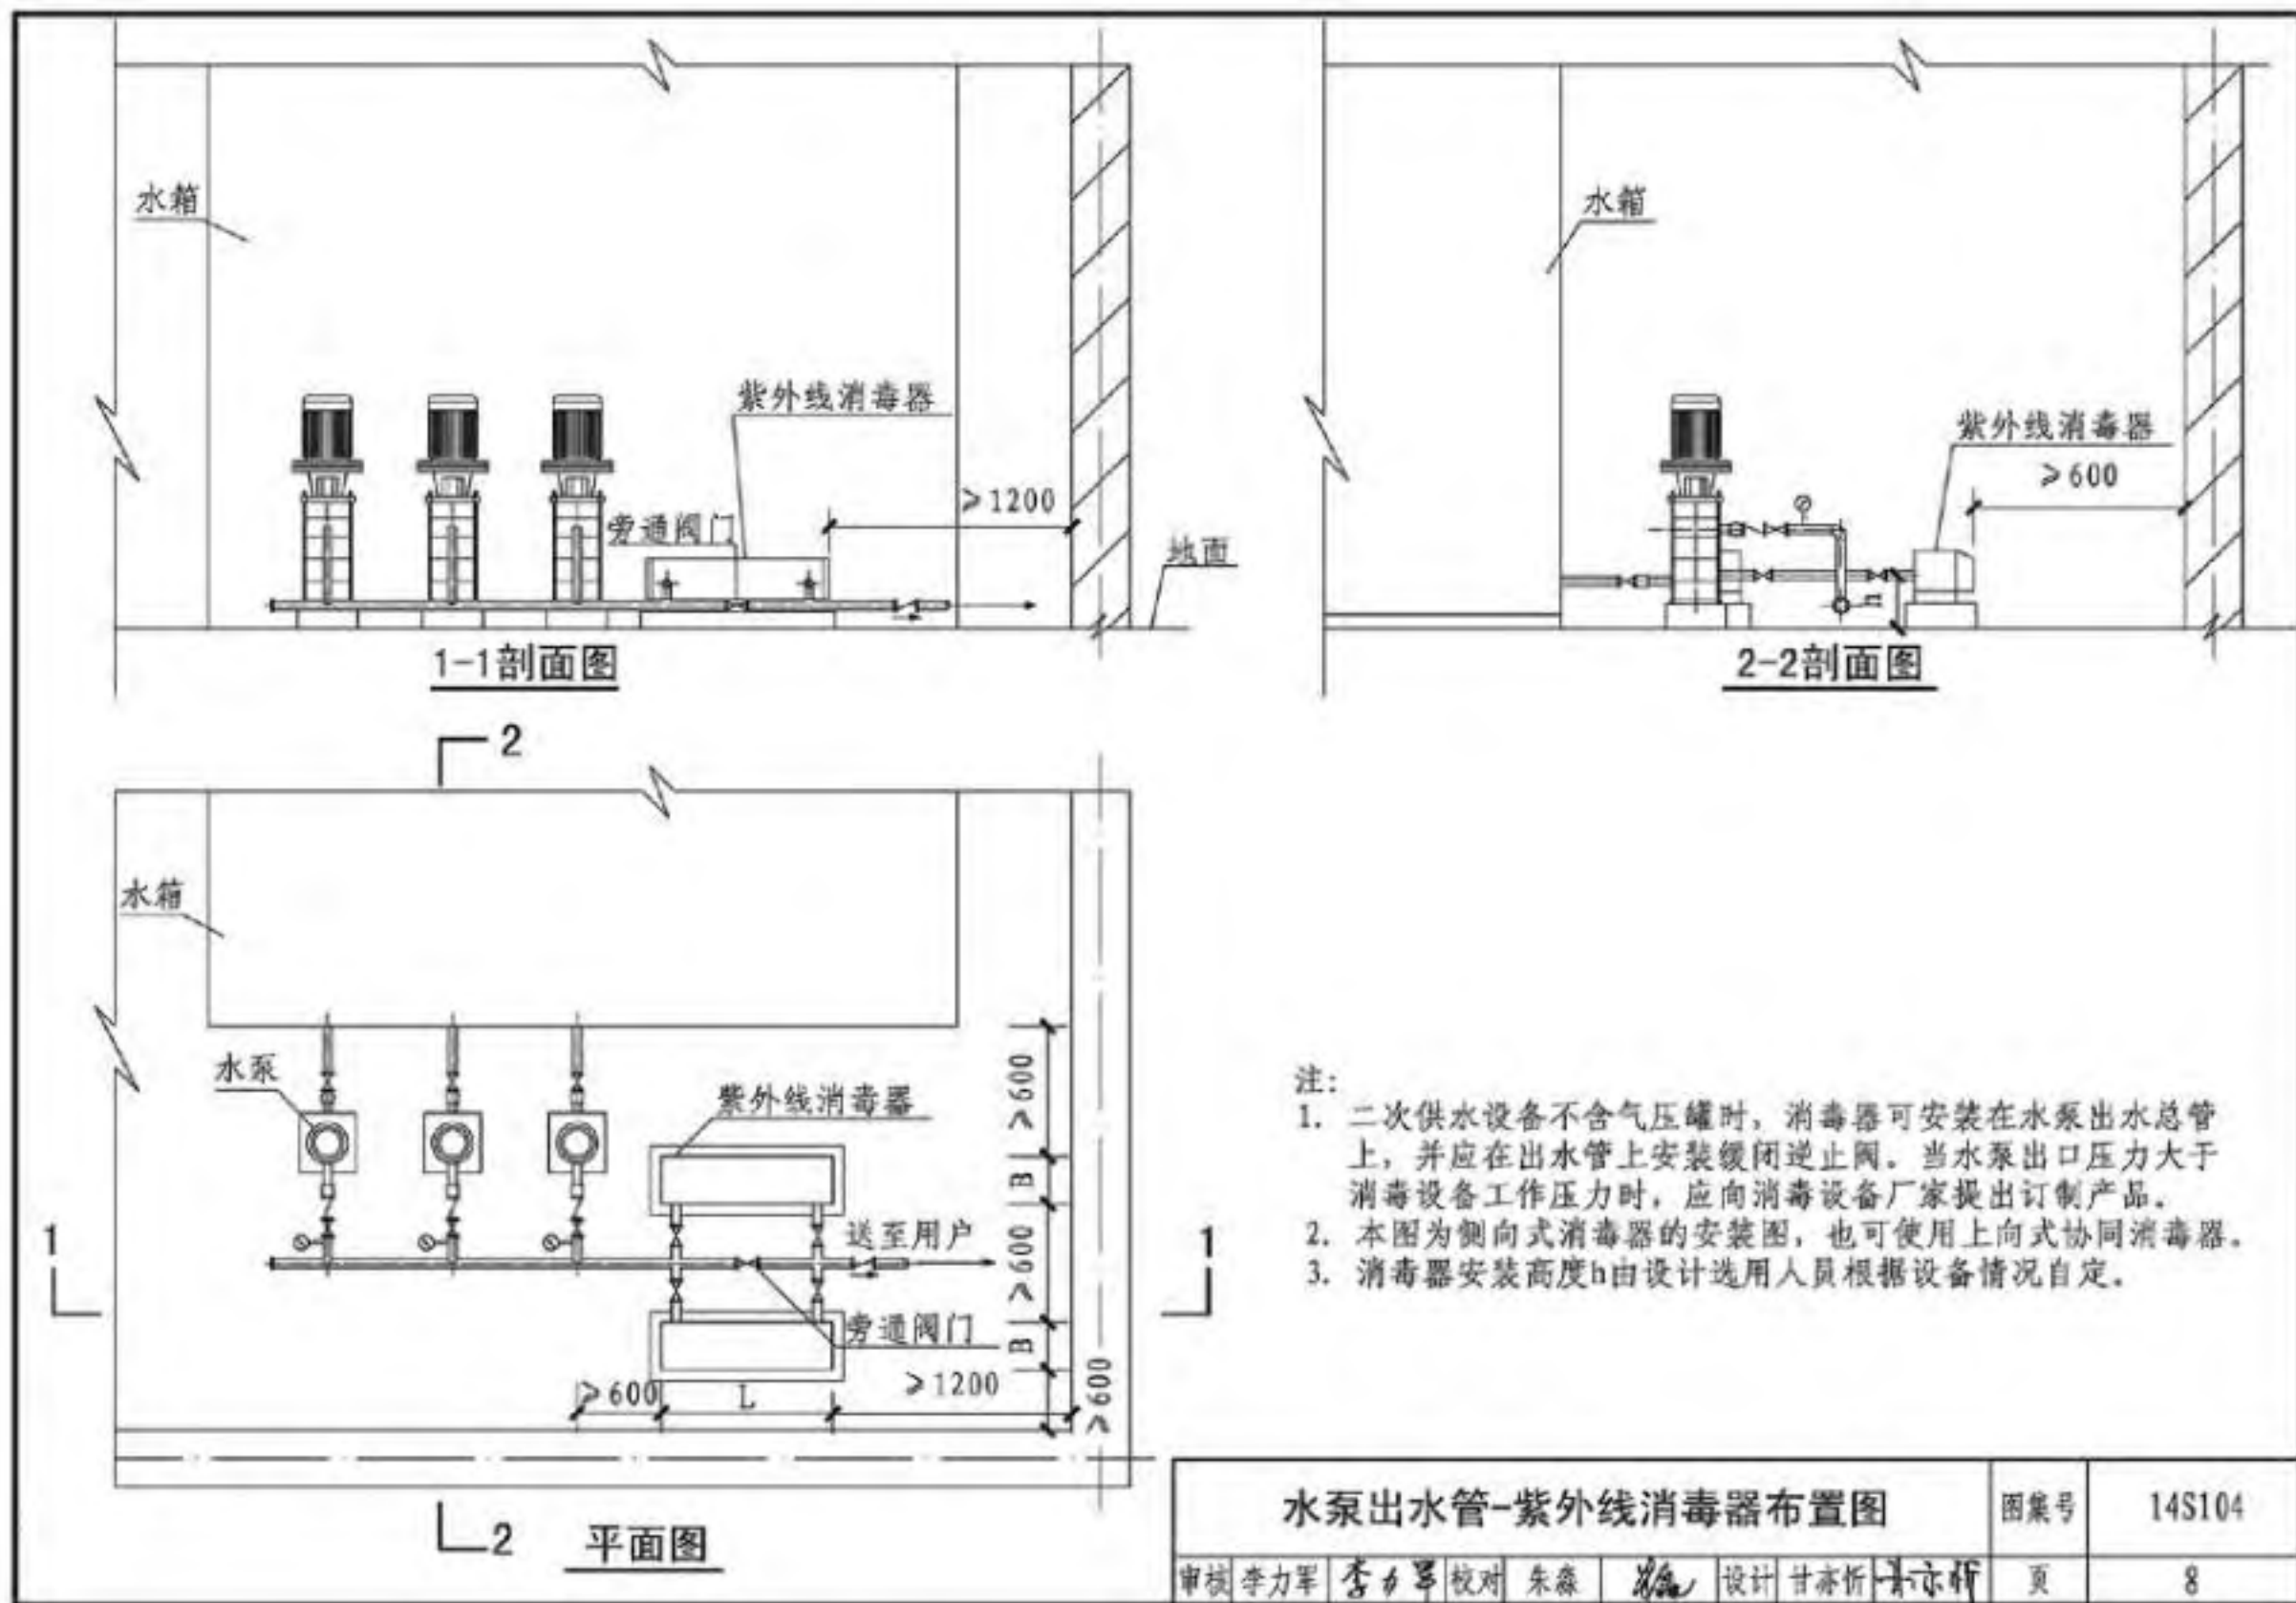 水箱
紫外线消毒器
旁通阀门
≥1200
地面
1-1剖面图
水箱
紫外线消毒器
≥600
h
2-2剖面图
2
水箱
水泵
紫外线消毒器
送至用户
旁通阀门
≥600
B
≥600
B
≥600
≥600
L
≥1200
1
1
2
平面图
注:
1. 二次供水设备不含气压罐时，消毒器可安装在水泵出水总管
上，并应在出水管上安装缓闭逆止阀。当水泵出口压力大于
消毒设备工作压力时，应向消毒设备厂家提出订制产品。
2. 本图为侧向式消毒器的安装图，也可使用上向式协同消毒器。
3. 消毒器安装高度h由设计选用人员根据设备情况自定。
水泵出水管-紫外线消毒器布置图
图集号 14S104
审核 李力军 李力军 校对 朱淼 设计 甘亦忻 甘亦忻 页 8